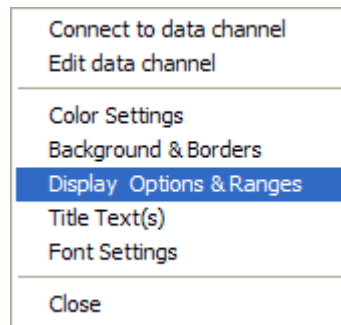 Connect to data channel
Edit data channel
Color Settings
Background & Borders
Display  Options & Ranges
Title Text(s)
Font Settings
Close